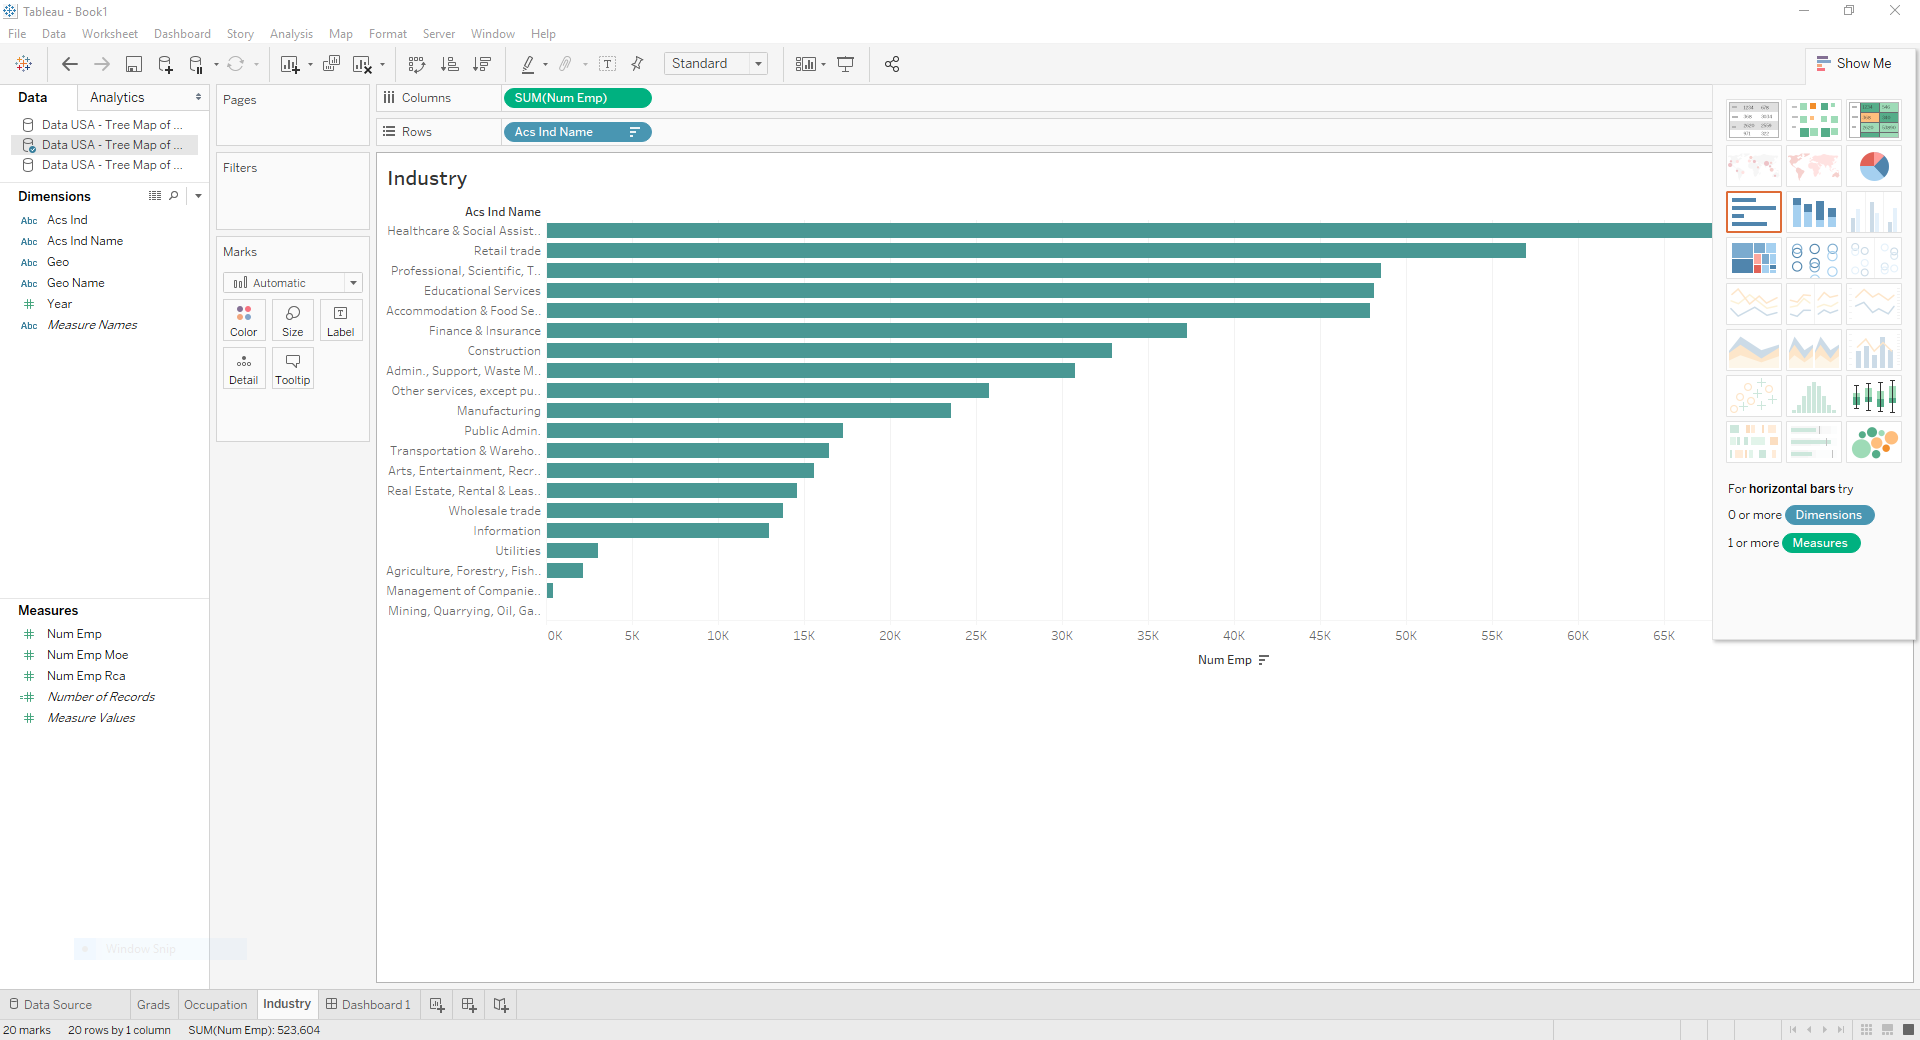 Tableau - Book1
File Data Worksheet Dashboard Story Analysis Map Format Server Window Help
Standard
Show Me
Data Analytics
Data USA - Tree Map of ...
Data USA - Tree Map of ...
Data USA - Tree Map of ...
Dimensions
Abc Acs Ind
Abc Acs Ind Name
Abc Geo
Abc Geo Name
# Year
Abc Measure Names
Measures
# Num Emp
# Num Emp Moe
# Num Emp Rca
=# Number of Records
# Measure Values
Window Snip
Pages
Filters
Marks
Automatic
Color Size Label
Detail Tooltip
Columns SUM(Num Emp)
Rows Acs Ind Name
Industry
Acs Ind Name
Healthcare & Social Assist..
Retail trade
Professional, Scientific, T..
Educational Services
Accommodation & Food Se..
Finance & Insurance
Construction
Admin., Support, Waste M..
Other services, except pu..
Manufacturing
Public Admin.
Transportation & Wareho..
Arts, Entertainment, Recr..
Real Estate, Rental & Leas..
Wholesale trade
Information
Utilities
Agriculture, Forestry, Fish..
Management of Companie..
Mining, Quarrying, Oil, Ga..
0K 5K 10K 15K 20K 25K 30K 35K 40K 45K 50K 55K 60K 65K
Num Emp
For horizontal bars try
0 or more Dimensions
1 or more Measures
Data Source Grads Occupation Industry Dashboard 1
20 marks 20 rows by 1 column SUM(Num Emp): 523,604